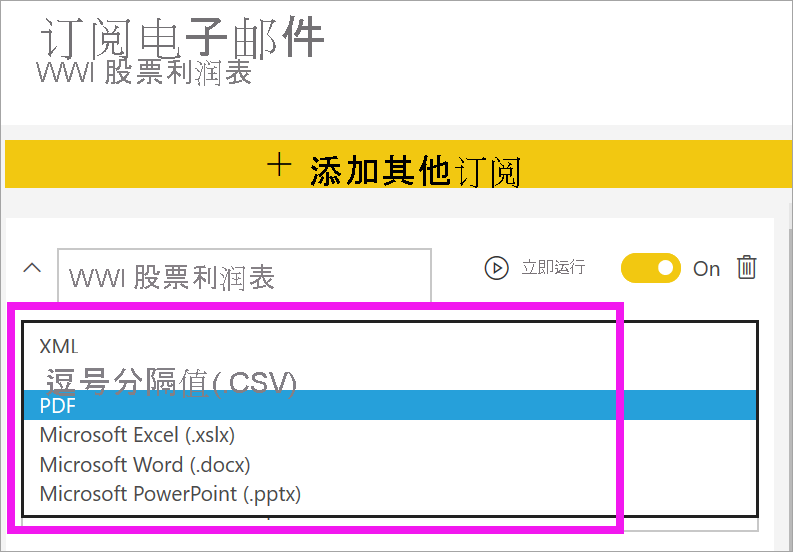 订阅电子邮件
WWI 股票利润表
+ 添加其他订阅
WWI 股票利润表
立即运行
On
XML
逗号分隔值(.CSV)
PDF
Microsoft Excel (.xslx)
Microsoft Word (.docx)
Microsoft PowerPoint (.pptx)